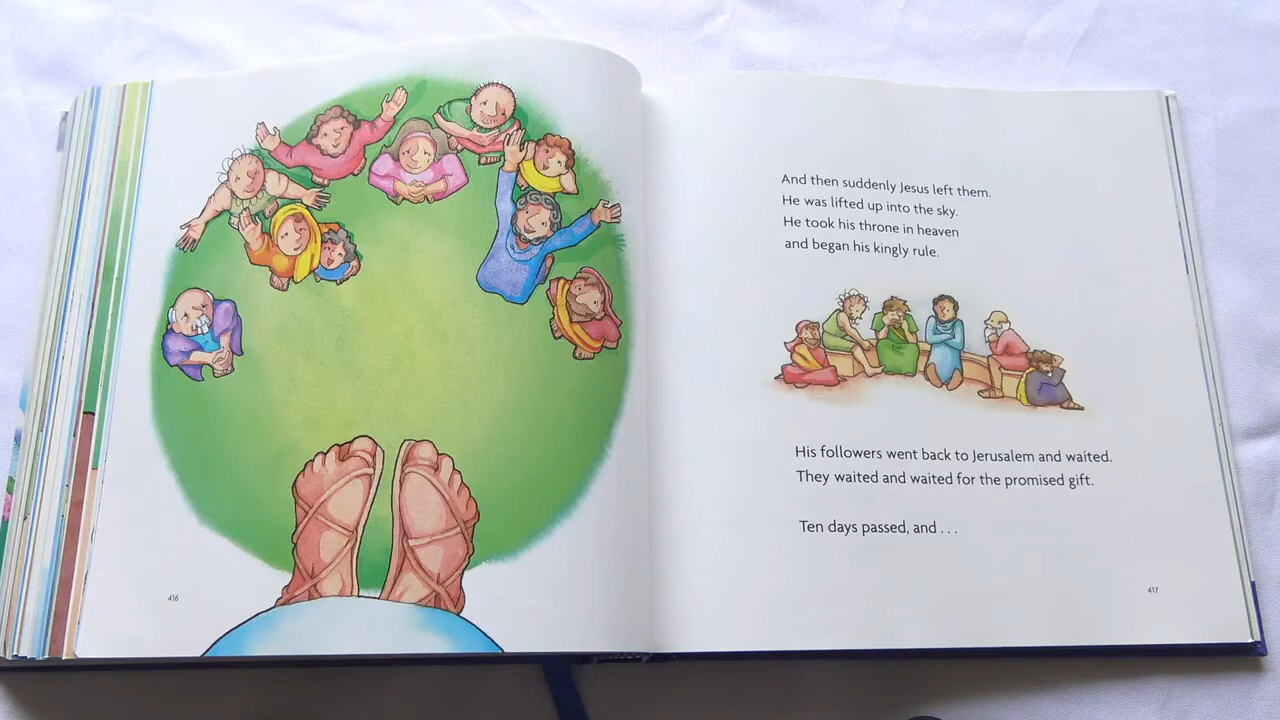 416
And then suddenly Jesus left them.
He was lifted up into the sky.
He took his throne in heaven
and began his kingly rule.
His followers went back to Jerusalem and waited.
They waited and waited for the promised gift.
Ten days passed, and . . .
417